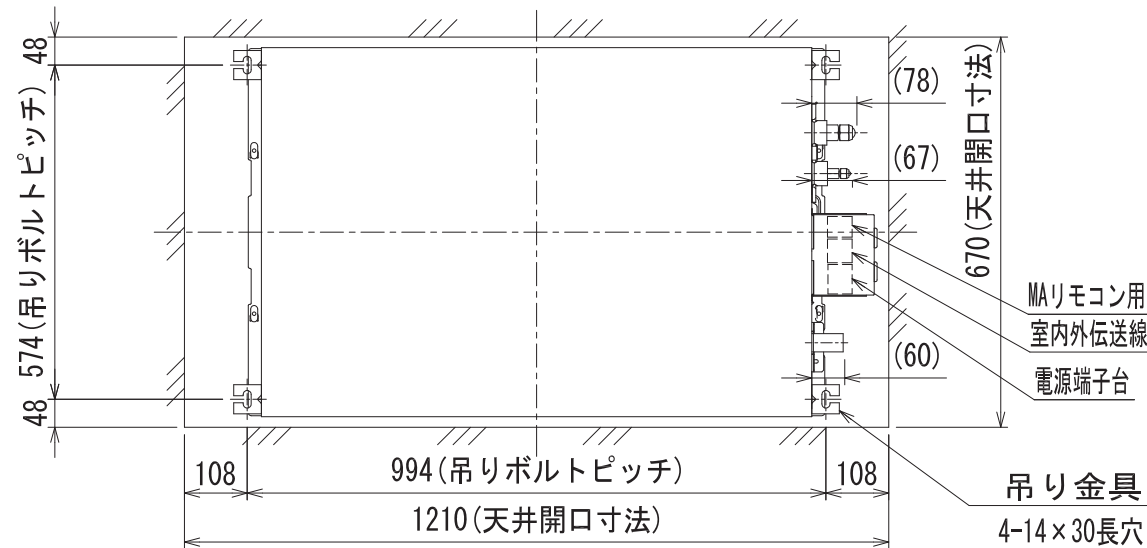 48
574(吊りボルトピッチ)
48
(78)
(67)
(60)
670(天井開口寸法)
MAリモコン用
室内外伝送線
電源端子台
108
994(吊りボルトピッチ)
108
1210(天井開口寸法)
吊り金具
4-14×30長穴